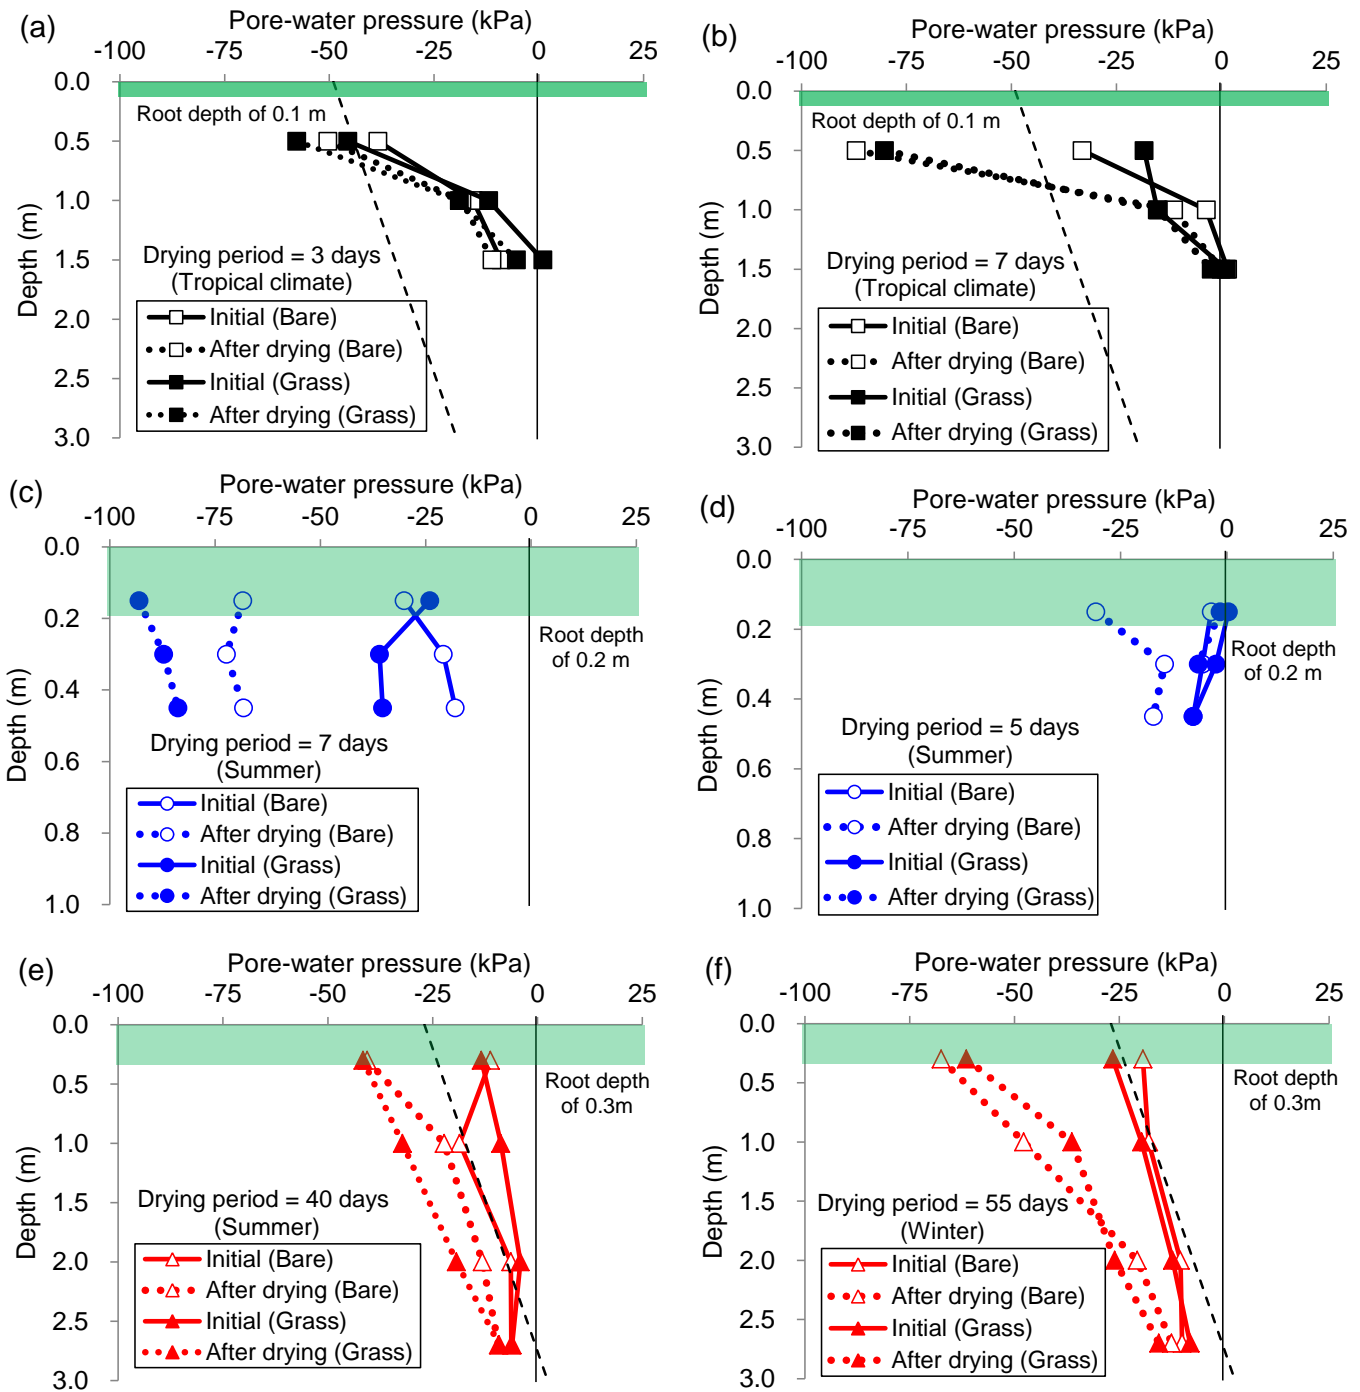 (a)
Pore-water pressure (kPa)
-100 -75 -50 -25 0 25
0.0
0.5
1.0
1.5
2.0
2.5
3.0
Depth (m)
Root depth of 0.1 m
Drying period = 3 days
(Tropical climate)
Initial (Bare)
After drying (Bare)
Initial (Grass)
After drying (Grass)
(b)
Pore-water pressure (kPa)
-100 -75 -50 -25 0 25
0.0
0.5
1.0
1.5
2.0
2.5
3.0
Depth (m)
Root depth of 0.1 m
Drying period = 7 days
(Tropical climate)
Initial (Bare)
After drying (Bare)
Initial (Grass)
After drying (Grass)
(c)
Pore-water pressure (kPa)
-100 -75 -50 -25 0 25
0.0
0.2
0.4
0.6
0.8
1.0
Depth (m)
Root depth
of 0.2 m
Drying period = 7 days
(Summer)
Initial (Bare)
After drying (Bare)
Initial (Grass)
After drying (Grass)
(d)
Pore-water pressure (kPa)
-100 -75 -50 -25 0 25
0.0
0.2
0.4
0.6
0.8
1.0
Depth (m)
Root depth
of 0.2 m
Drying period = 5 days
(Summer)
Initial (Bare)
After drying (Bare)
Initial (Grass)
After drying (Grass)
(e)
Pore-water pressure (kPa)
-100 -75 -50 -25 0 25
0.0
0.5
1.0
1.5
2.0
2.5
3.0
Depth (m)
Root depth
of 0.3m
Drying period = 40 days
(Summer)
Initial (Bare)
After drying (Bare)
Initial (Grass)
After drying (Grass)
(f)
Pore-water pressure (kPa)
-100 -75 -50 -25 0 25
0.0
0.5
1.0
1.5
2.0
2.5
3.0
Depth (m)
Root depth
of 0.3m
Drying period = 55 days
(Winter)
Initial (Bare)
After drying (Bare)
Initial (Grass)
After drying (Grass)